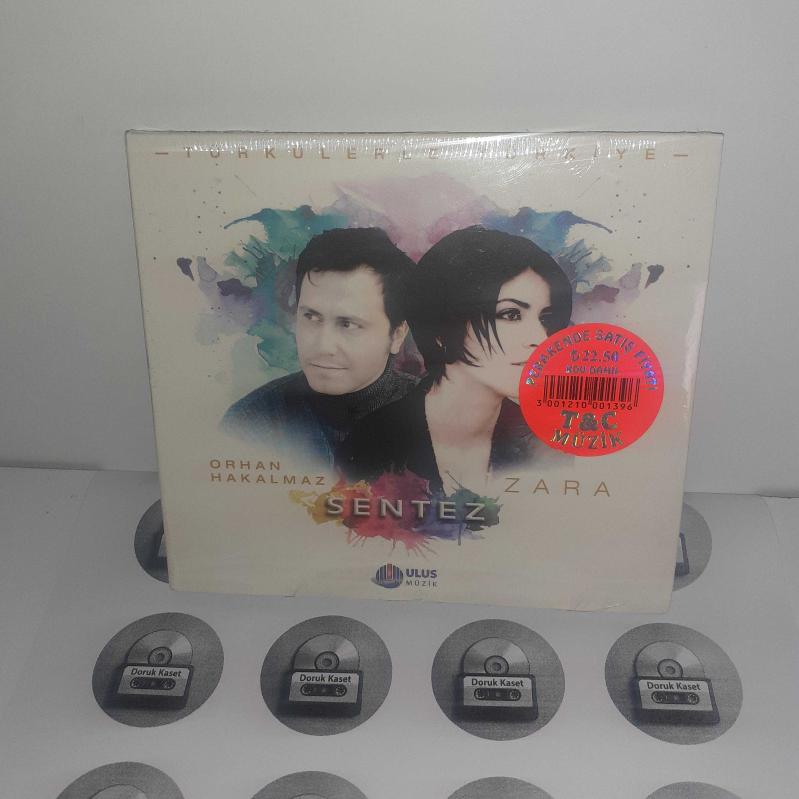 — TÜRKÜLERLE TÜRKİYE —
ORHAN
HAKALMAZ
ZARA
SENTEZ
ULUS
MÜZİK
PERAKENDE SATIŞ FİYATI
₺22.50
KDV DAHİL
3 001210 001396
T&C
MÜZİK
Doruk Kaset
Doruk Kaset
Doruk Kaset
Doruk Kaset